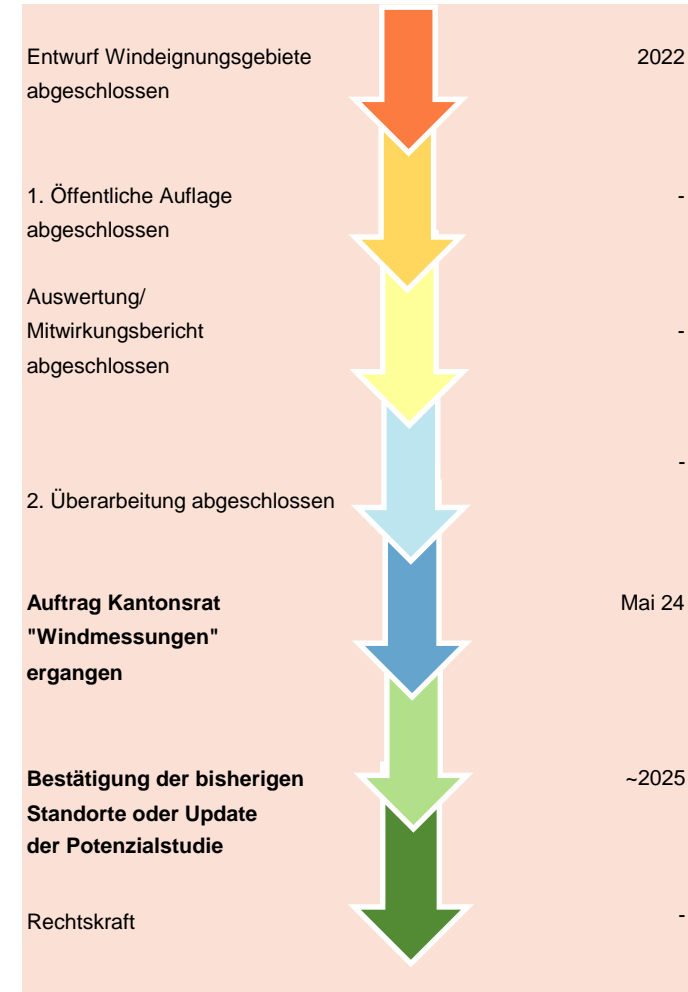 Entwurf Windeignungsgebiete 2022
abgeschlossen
1. Öffentliche Auflage -
abgeschlossen
Auswertung/
Mitwirkungsbericht -
abgeschlossen
-
2. Überarbeitung abgeschlossen
Auftrag Kantonsrat Mai 24
"Windmessungen"
ergangen
Bestätigung der bisherigen ~2025
Standorte oder Update
der Potenzialstudie
Rechtskraft -